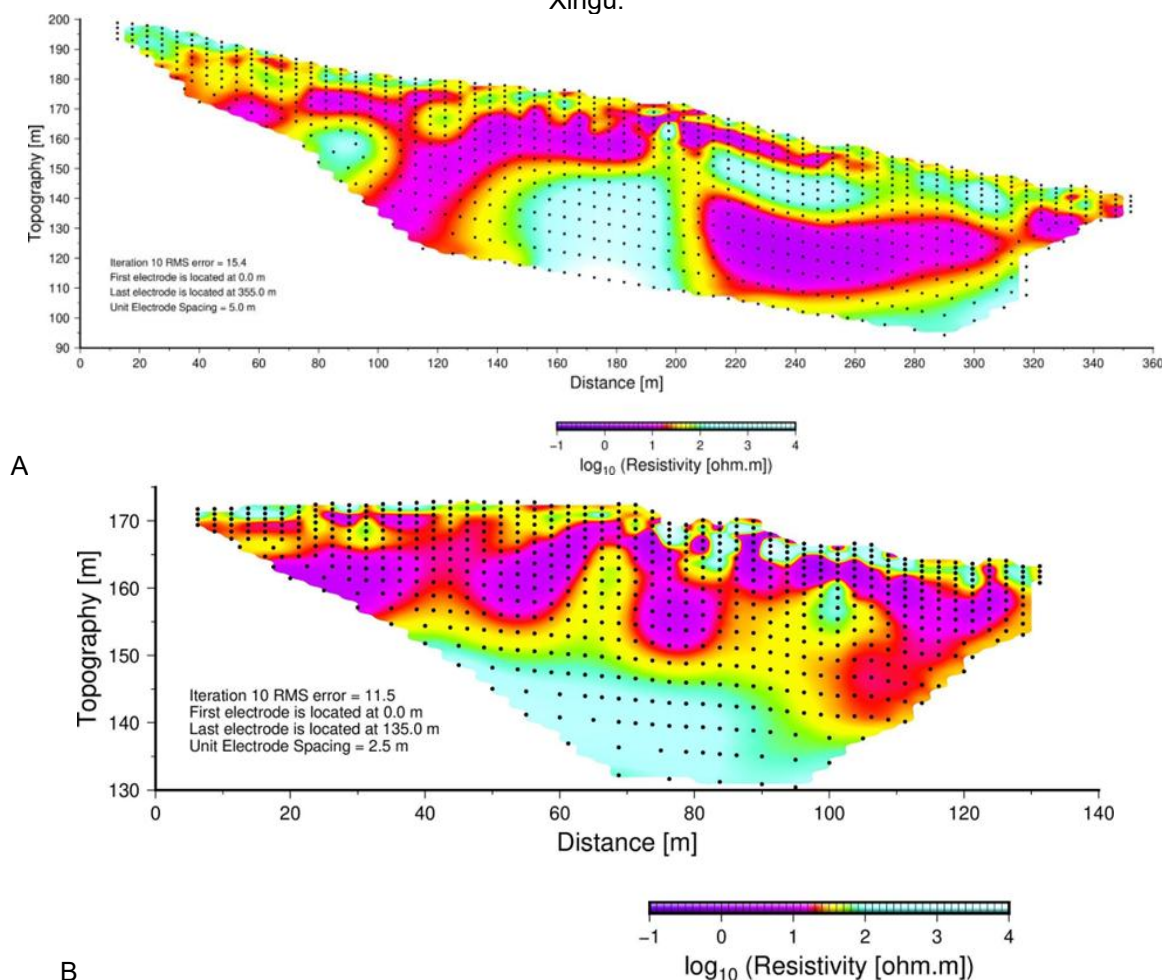 Xingu.
200
190
180
170
160
150
140
130
120
110
100
90
Topography [m]
Iteration 10 RMS error = 15.4
First electrode is located at 0.0 m
Last electrode is located at 355.0 m
Unit Electrode Spacing = 5.0 m
0 20 40 60 80 100 120 140 160 180 200 220 240 260 280 300 320 340 360
Distance [m]
−1 0 1 2 3 4
log10 (Resistivity [ohm.m])
A
170
160
150
140
130
Topography [m]
Iteration 10 RMS error = 11.5
First electrode is located at 0.0 m
Last electrode is located at 135.0 m
Unit Electrode Spacing = 2.5 m
0 20 40 60 80 100 120 140
Distance [m]
−1 0 1 2 3 4
log10 (Resistivity [ohm.m])
B